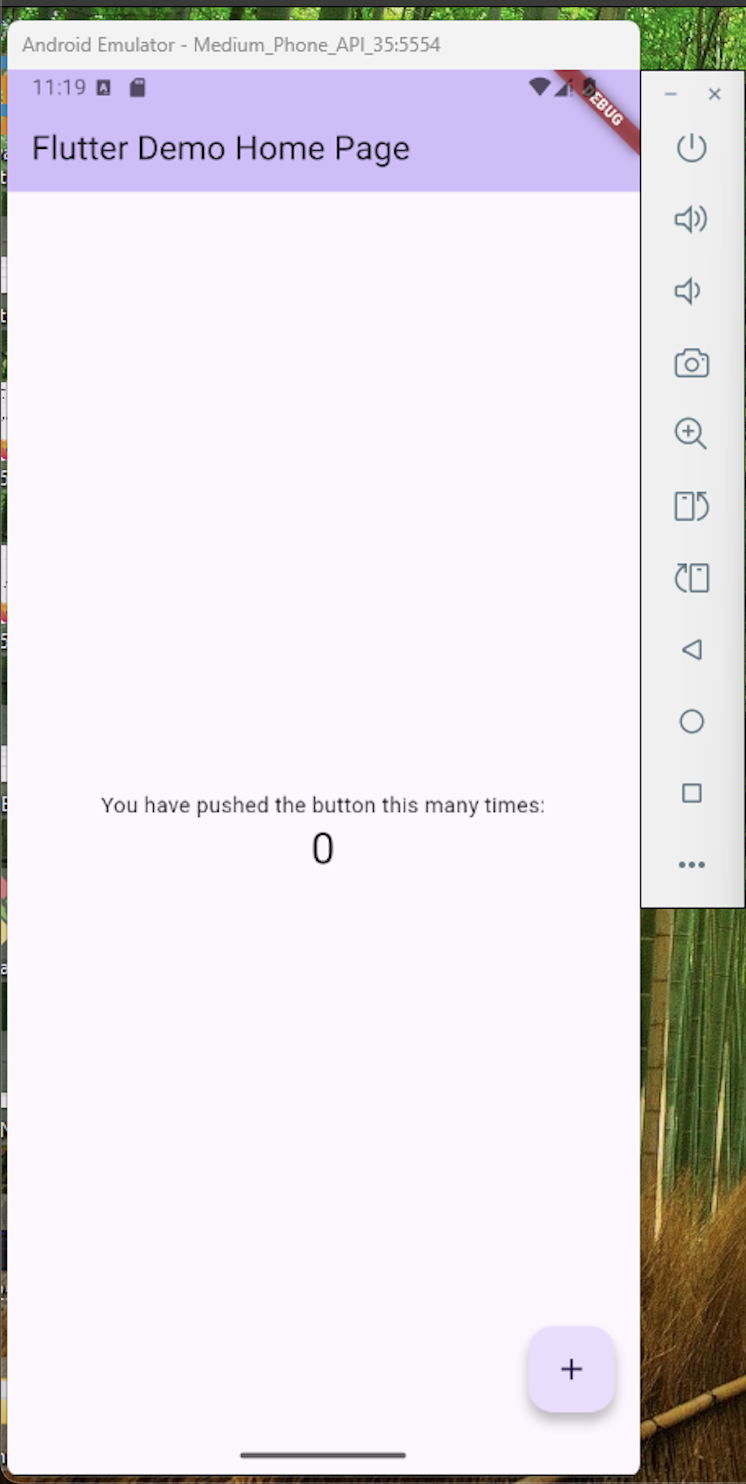 Android Emulator - Medium_Phone_API_35:5554
11:19
DEBUG
Flutter Demo Home Page
You have pushed the button this many times:
0
+